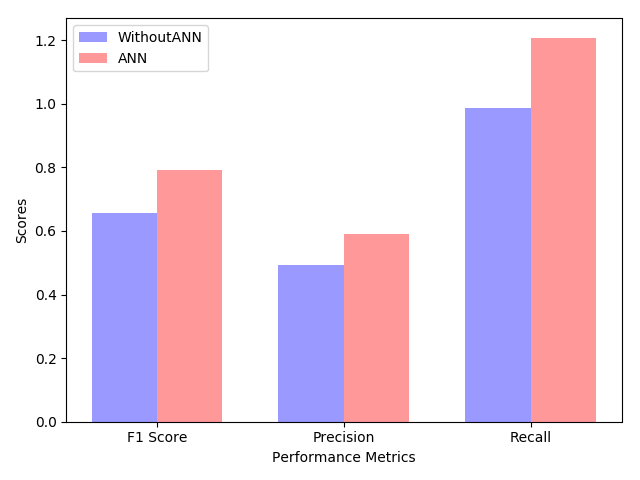 WithoutANN
ANN
1.2
1.0
0.8
0.6
0.4
0.2
0.0
Scores
F1 Score Precision Recall
Performance Metrics